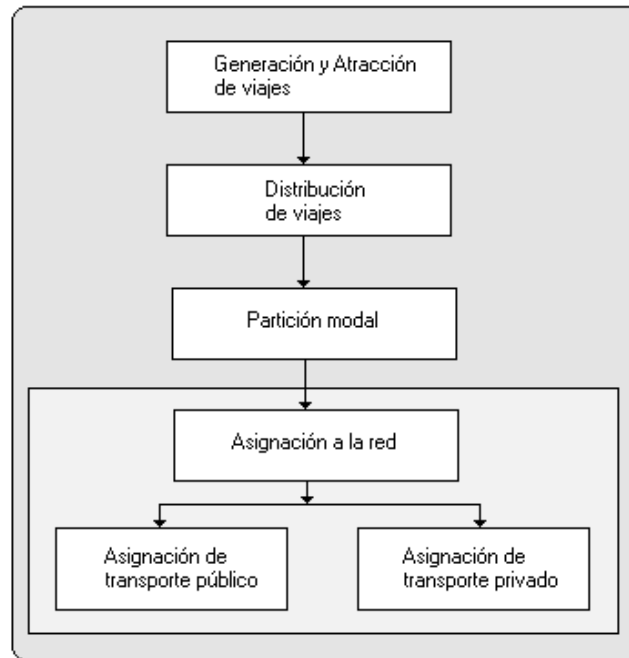 Generación y Atracción
de viajes
Distribución
de viajes
Partición modal
Asignación a la red
Asignación de
transporte público
Asignación de
transporte privado